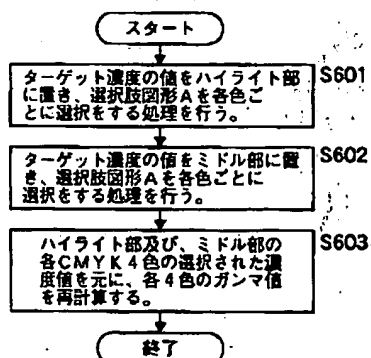 スタート
ターゲット濃度の値をハイライト部
に置き、選択肢図形Aを各色ご
とに選択をする処理を行う。
S601
ターゲット濃度の値をミドル部に置
き、選択肢図形Aを各色ごとに
選択をする処理を行う。
S602
ハイライト部及び、ミドル部の
各CMYK4色の選択された濃
度値を元に、各4色のガンマ値
を再計算する。
S603
終了